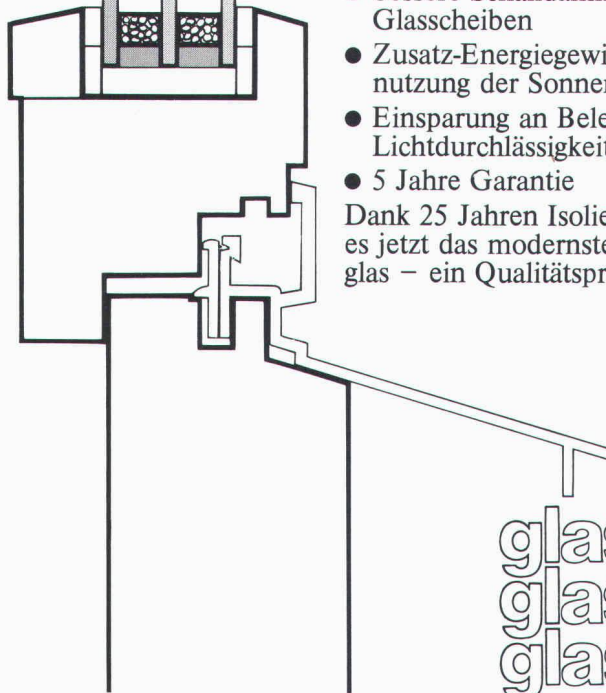 Glasscheiben
● Zusatz-Energiegewi
nutzung der Sonnen
● Einsparung an Bele
Lichtdurchlässigkeit
● 5 Jahre Garantie
Dank 25 Jahren Isolie
es jetzt das modernste
glas – ein Qualitätspr
glas
glas
glas